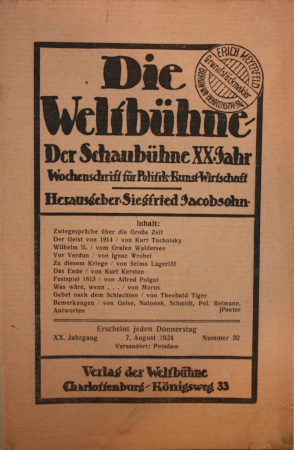 ERICH MEYERFELD
Grundstücksmakler
Die
Weltbühne
Der Schaubühne XX. Jahr
Wochenschrift für Politik-Kunst-Wirtschaft
Herausgeber-Siegfried Jacobsohn-
Inhalt:
Zwiegespräche über die Große Zeit
Der Geist von 1914 / von Kurt Tucholsky
Wilhelm II. / vom Grafen Waldersee
Vor Verdun / von Ignaz Wrobel
Zu diesem Kriege / von Selma Lagerlöf
Das Ende / von Kurt Kersten
Festspiel 1813 / von Alfred Polgar
Was wäre, wenn . . . / von Morus
Gebet nach dem Schlachten / von Theobald Tiger
Bemerkungen / von Geise, Natonek, Schmidt, Pol, Reimann,
Antworten [Panter
Erscheint jeden Donnerstag
XX. Jahrgang 7. August 1924 Nummer 32
Versandort: Potsdam
Verlag der Weltbühne
Charlottenburg-Königsweg 33